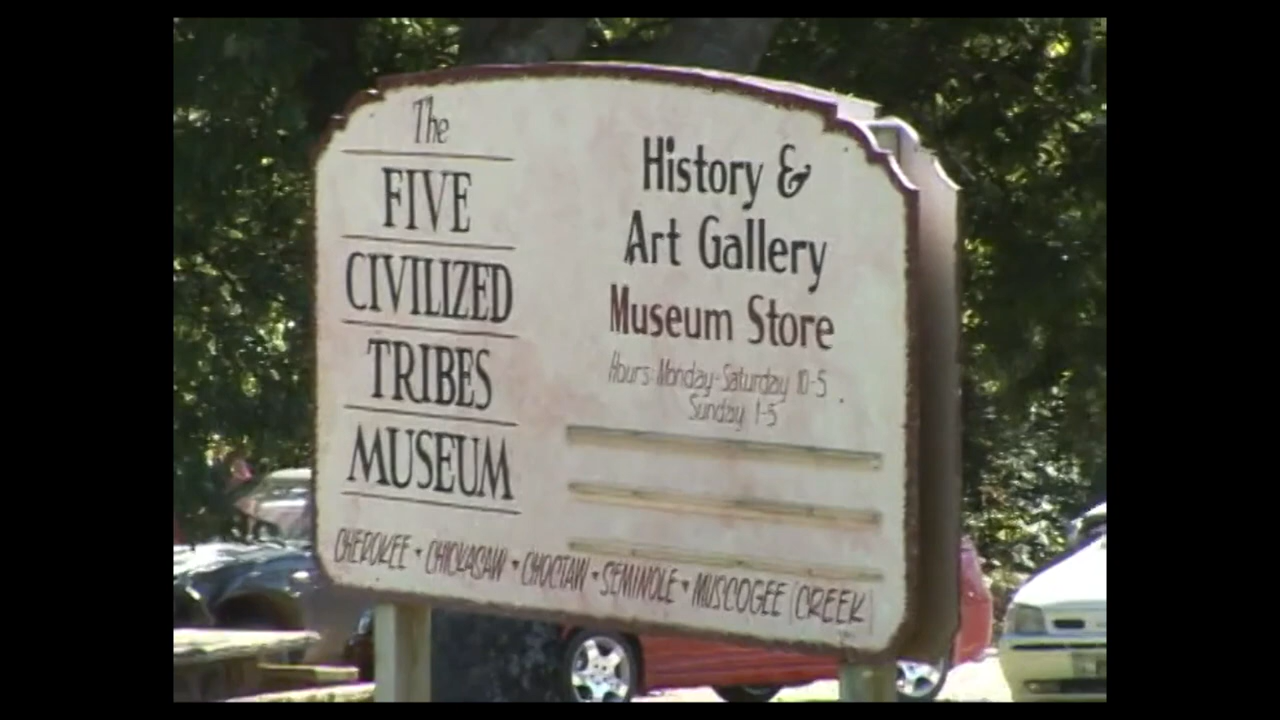 The
FIVE
CIVILIZED
TRIBES
MUSEUM
History &
Art Gallery
Museum Store
Hours: Monday-Saturday 10-5
Sunday 1-5
CHEROKEE • CHICKASAW • CHOCTAW • SEMINOLE • MUSCOGEE (CREEK)